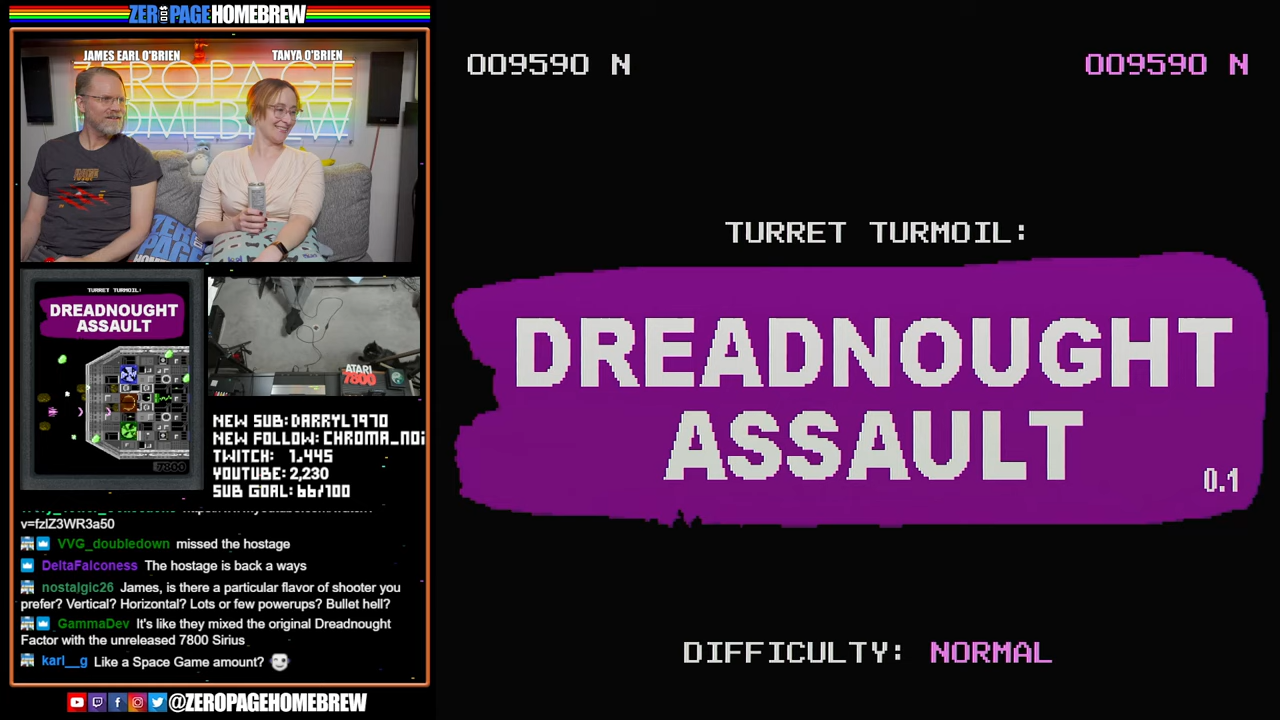 ZEROPAGE HOMEBREW
JAMES EARL O'BRIEN
TANYA O'BRIEN
ZEROPAGE
HOMEBREW
TURRET TURMOIL:
DREADNOUGHT
ASSAULT
7800
ATARI
7800
NEW SUB: DARRYL1970
NEW FOLLOW: CHROMA_NOI
TWITCH: 1,445
YOUTUBE: 2,230
SUB GOAL: 66/100
v=fzlZ3WR3a50
VVG_doubledown missed the hostage
DeltaFalconess The hostage is back a ways
nostalgic26 James, is there a particular flavor of shooter you
prefer? Vertical? Horizontal? Lots or few powerups? Bullet hell?
GammaDev It's like they mixed the original Dreadnought
Factor with the unreleased 7800 Sirius
karl__g Like a Space Game amount?
@ZEROPAGEHOMEBREW
009590 N
009590 N
TURRET TURMOIL:
DREADNOUGHT
ASSAULT
0.1
DIFFICULTY: NORMAL